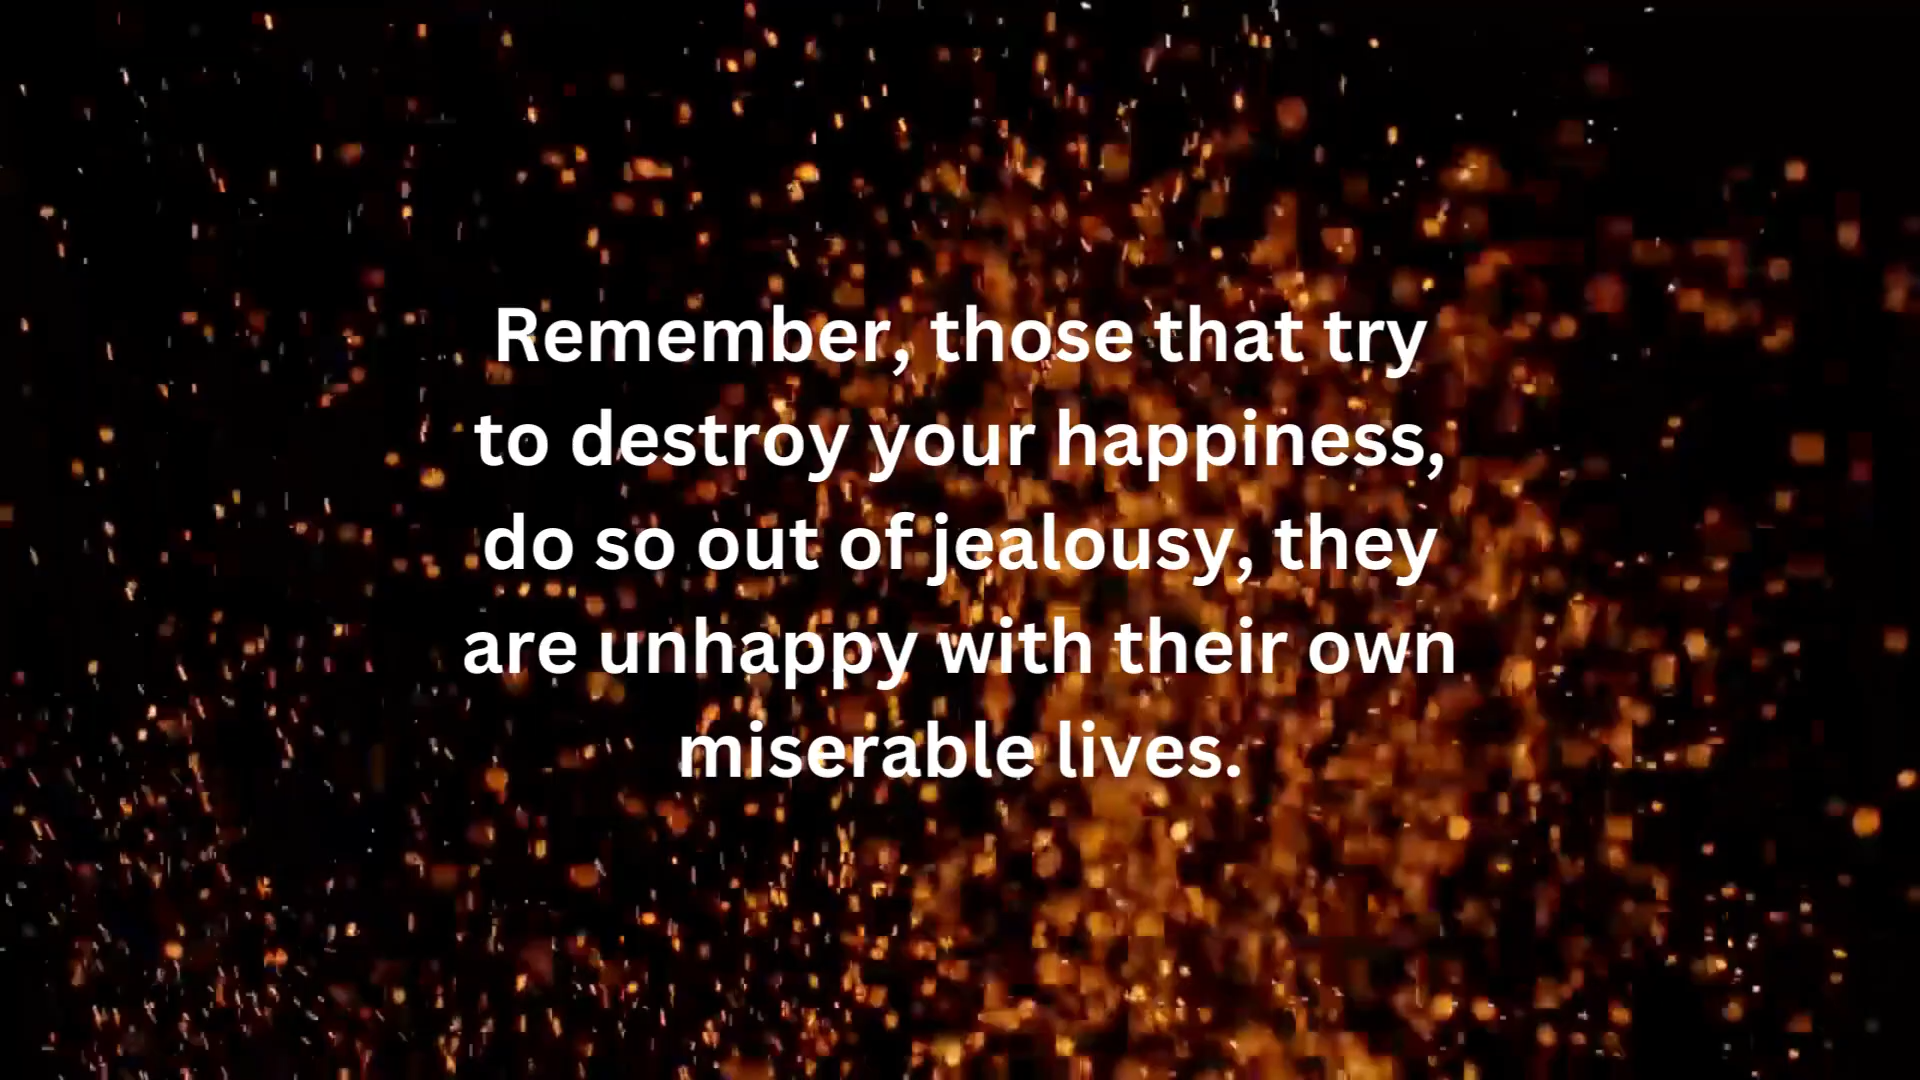 Remember, those that try
to destroy your happiness,
do so out of jealousy, they
are unhappy with their own
miserable lives.